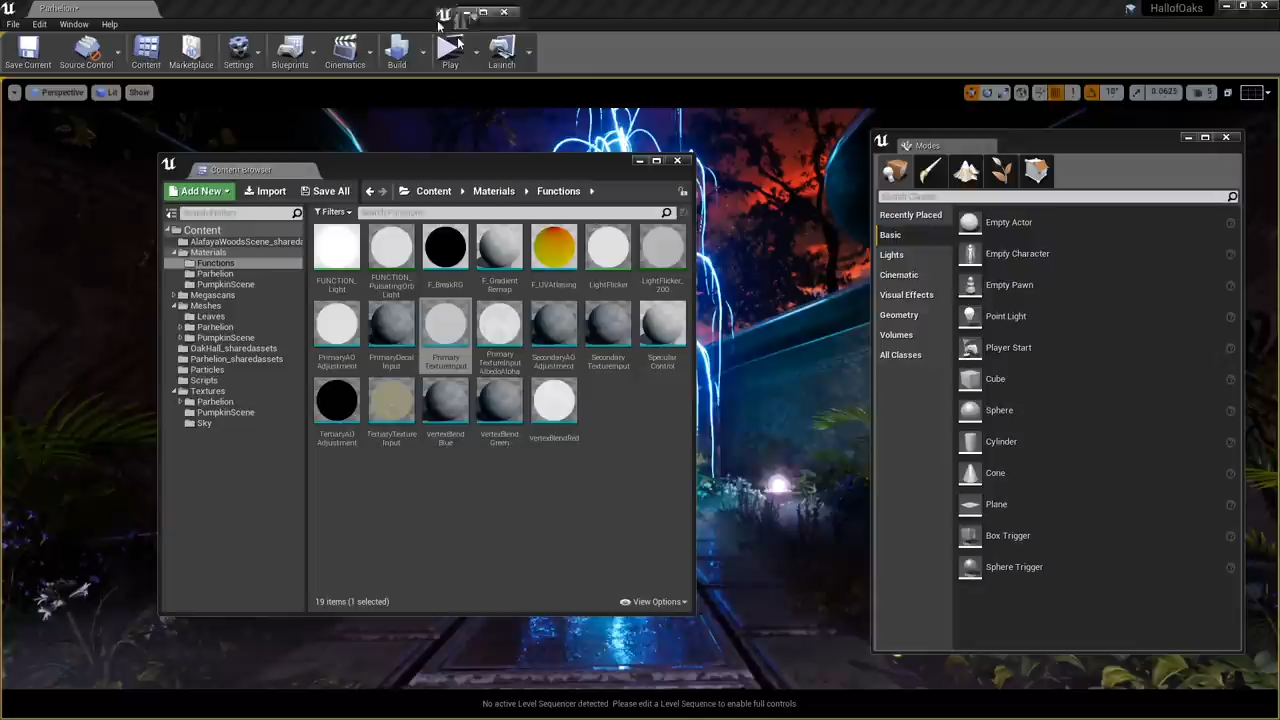 Parhelion*
HallofOaks
File Edit Window Help
Save Current Source Control Content Marketplace Settings Blueprints Cinematics Build Play Launch
Perspective Lit Show
10° 0.0625 5
Content Browser
Add New Import Save All Content Materials Functions
Search Folders
Filters
Content
AlafayaWoodsScene_shareda
Materials
Functions
Parhelion
PumpkinScene
Megascans
Meshes
Leaves
Parhelion
PumpkinScene
OakHall_sharedassets
Parhelion_sharedassets
Particles
Scripts
Textures
Parhelion
PumpkinScene
Sky
FUNCTION_
Light
FUNCTION_
PulsatingOrb
Light
F_BreakRG
F_Gradient
Remap
F_UVAtlasing
LightFlicker
LightFlicker_
200
PrimaryAO
Adjustment
PrimaryDecal
Input
Primary
TextureInput
Primary
TextureInput
AlbedoAlpha
SecondaryAO
Adjustment
Secondary
TextureInput
Specular
Control
TertiaryAO
Adjustment
TertiaryTexture
Input
VertexBlend
Blue
VertexBlend
Green
VertexBlendRed
19 items (1 selected)
View Options
Modes
Search Classes
Recently Placed
Basic
Lights
Cinematic
Visual Effects
Geometry
Volumes
All Classes
Empty Actor
Empty Character
Empty Pawn
Point Light
Player Start
Cube
Sphere
Cylinder
Cone
Plane
Box Trigger
Sphere Trigger
No active Level Sequencer detected. Please edit a Level Sequence to enable full controls